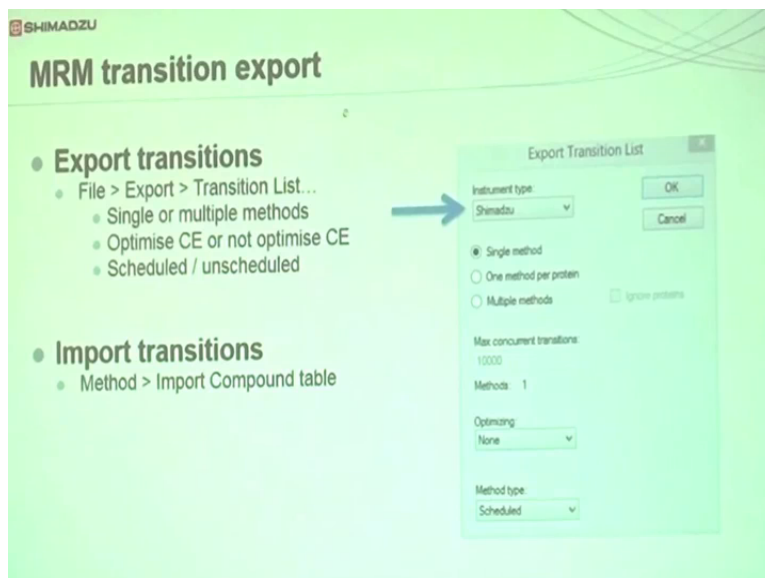 SHIMADZU
MRM transition export
Export transitions
File > Export > Transition List...
Single or multiple methods
Optimise CE or not optimise CE
Scheduled / unscheduled
Import transitions
Method > Import Compound table
Export Transition List
Instrument type:
Shimadzu
OK
Cancel
Single method
One method per protein
Multiple methods
Ignore proteins
Max concurrent transitions:
10000
Methods: 1
Optimizing:
None
Method type:
Scheduled